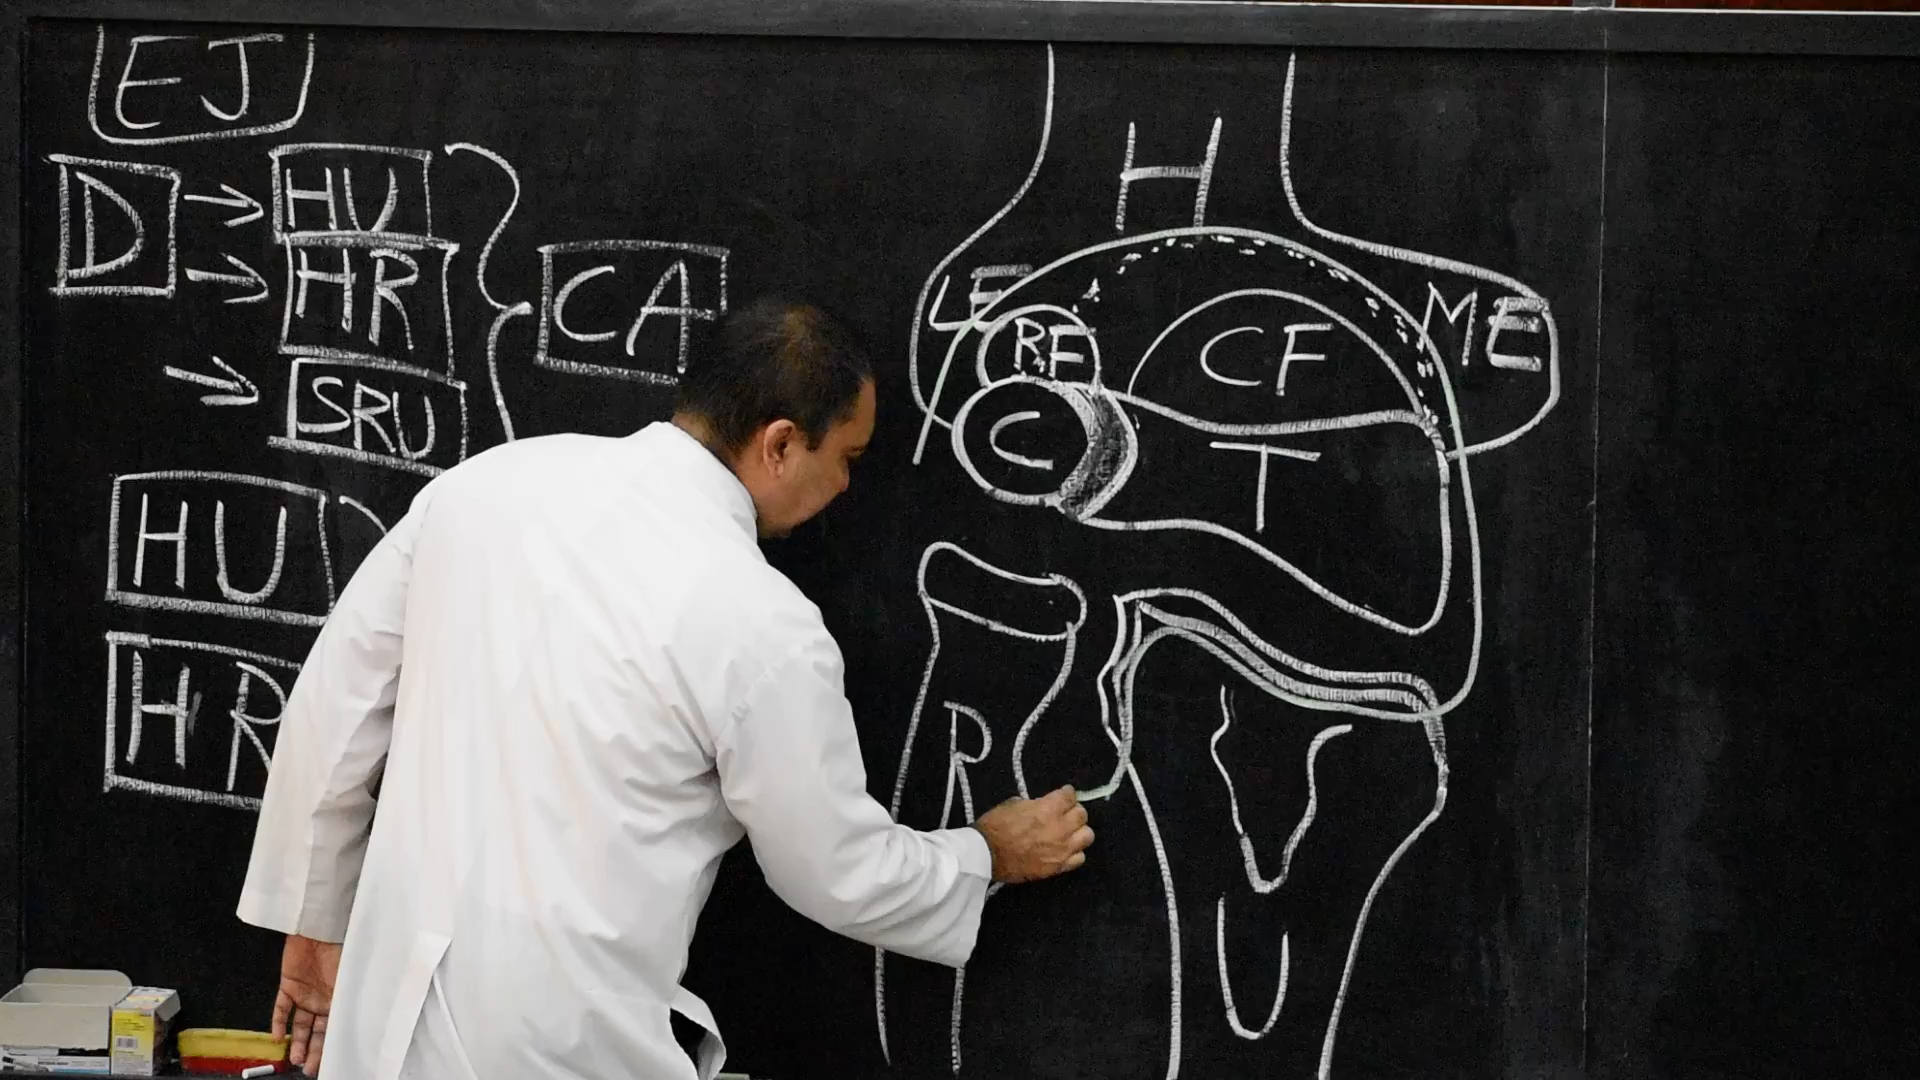 EJ
D → HU
→ HR
CA
→ SRU
HU
HR
H
LE
ME
RF
CF
C
T
R
U